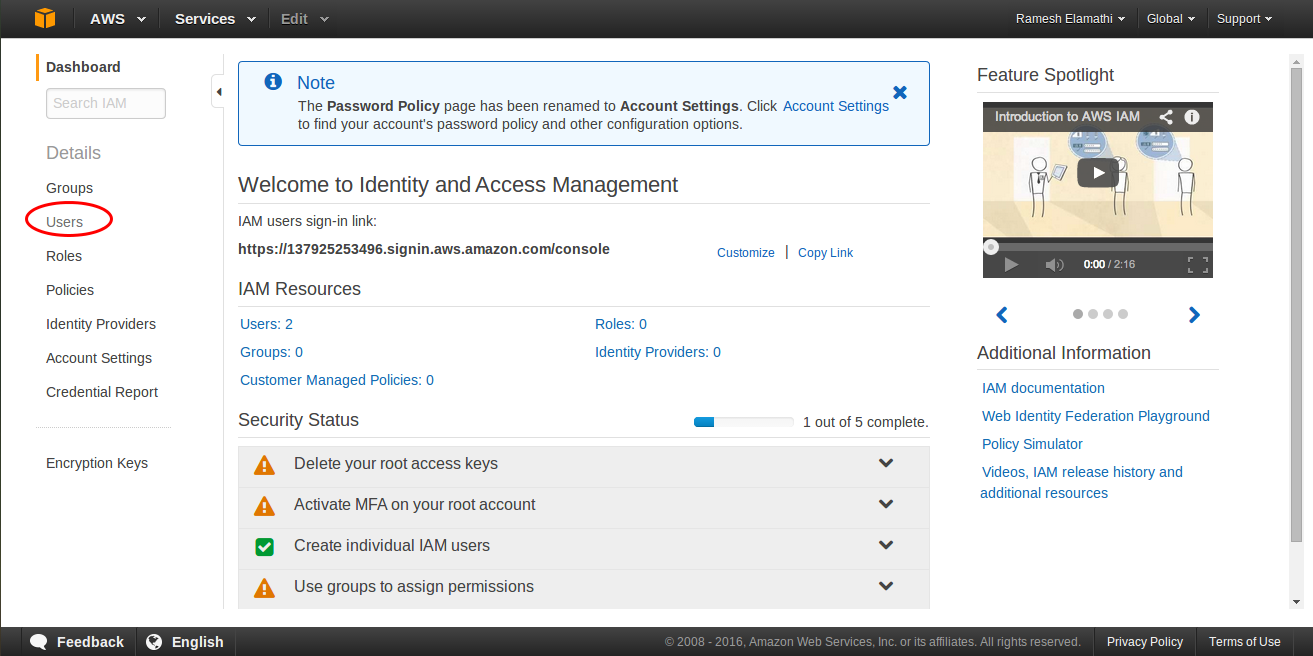 AWS Services Edit Ramesh Elamathi Global Support
Dashboard
Search IAM
Details
Groups
Users
Roles
Policies
Identity Providers
Account Settings
Credential Report
Encryption Keys
Note
The Password Policy page has been renamed to Account Settings. Click Account Settings
to find your account's password policy and other configuration options.
Welcome to Identity and Access Management
IAM users sign-in link:
https://137925253496.signin.aws.amazon.com/console Customize | Copy Link
IAM Resources
Users: 2 Roles: 0
Groups: 0 Identity Providers: 0
Customer Managed Policies: 0
Security Status 1 out of 5 complete.
Delete your root access keys
Activate MFA on your root account
Create individual IAM users
Use groups to assign permissions
Feature Spotlight
Introduction to AWS IAM
0:00 / 2:16
Additional Information
IAM documentation
Web Identity Federation Playground
Policy Simulator
Videos, IAM release history and
additional resources
Feedback English © 2008 - 2016, Amazon Web Services, Inc. or its affiliates. All rights reserved. Privacy Policy Terms of Use